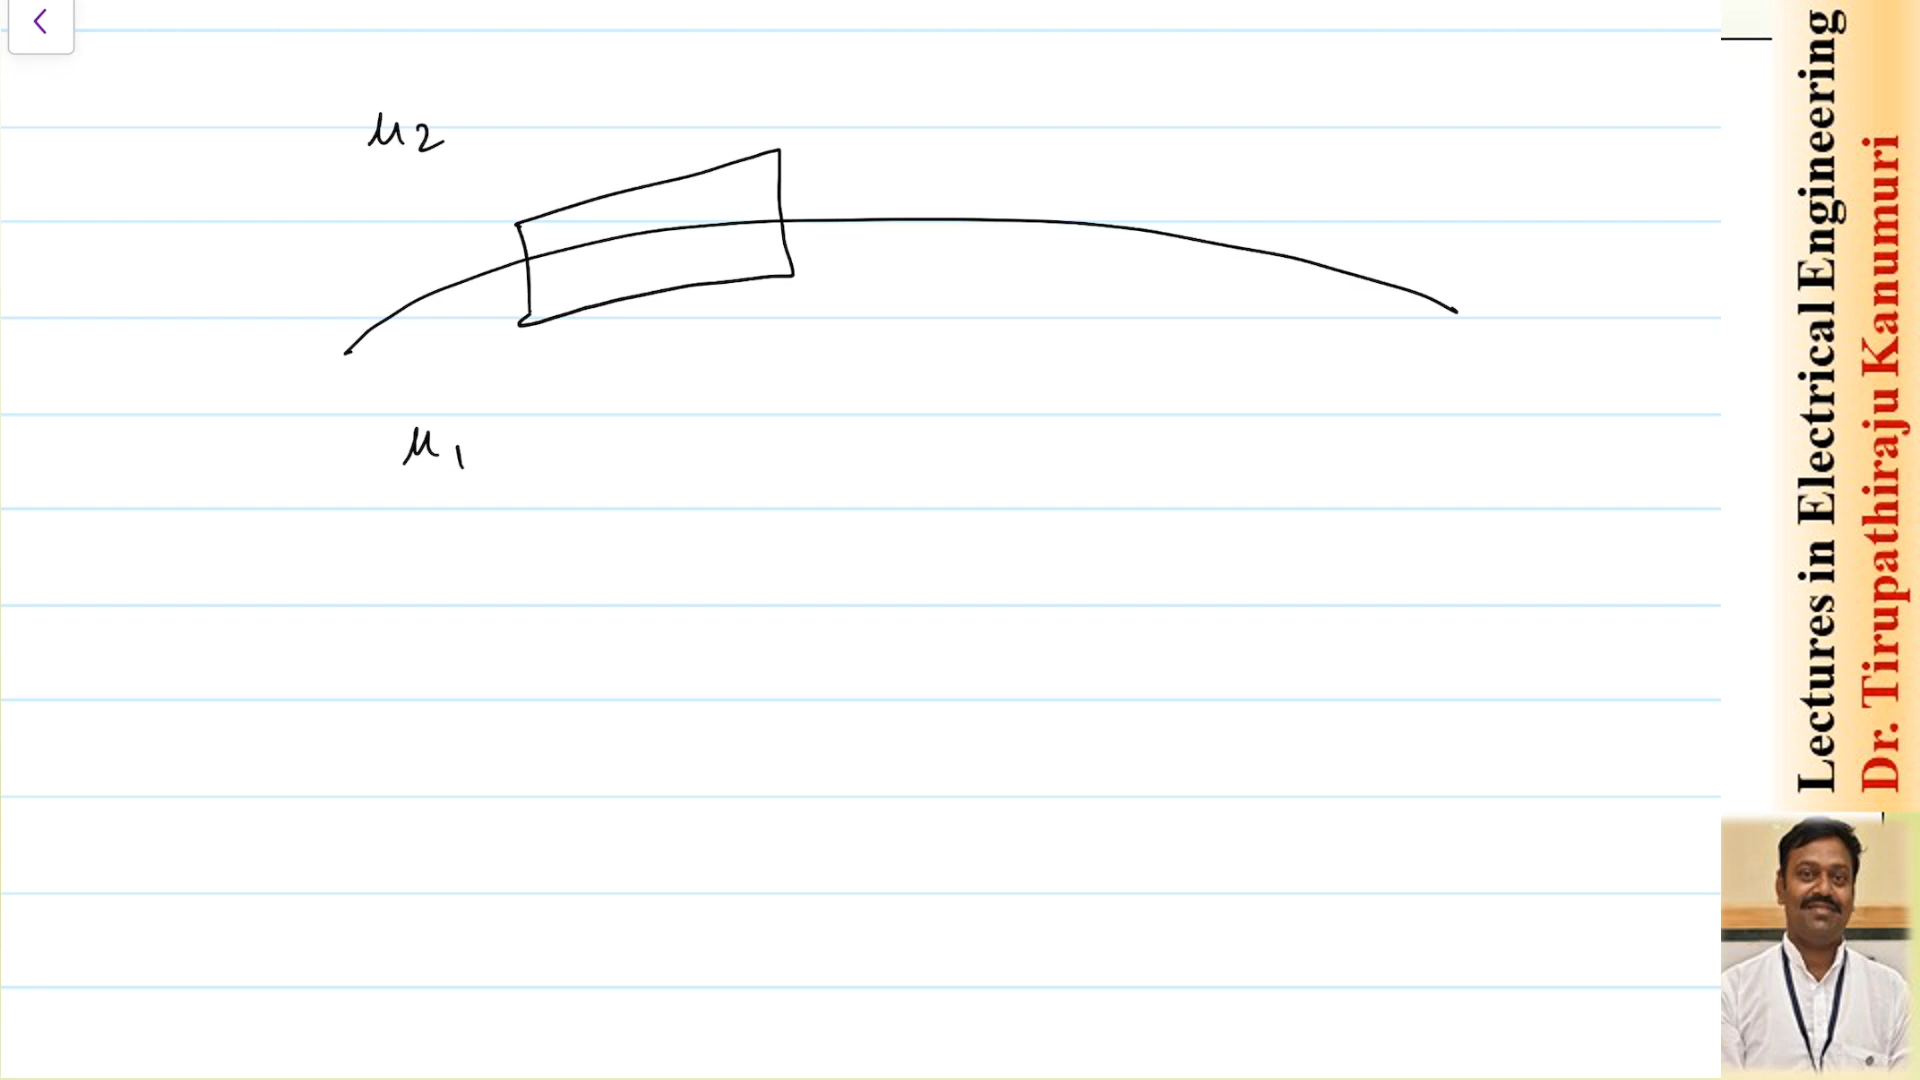 μ2
μ1
Lectures in Electrical Engineering
Dr. Tirupathiraju Kanumuri